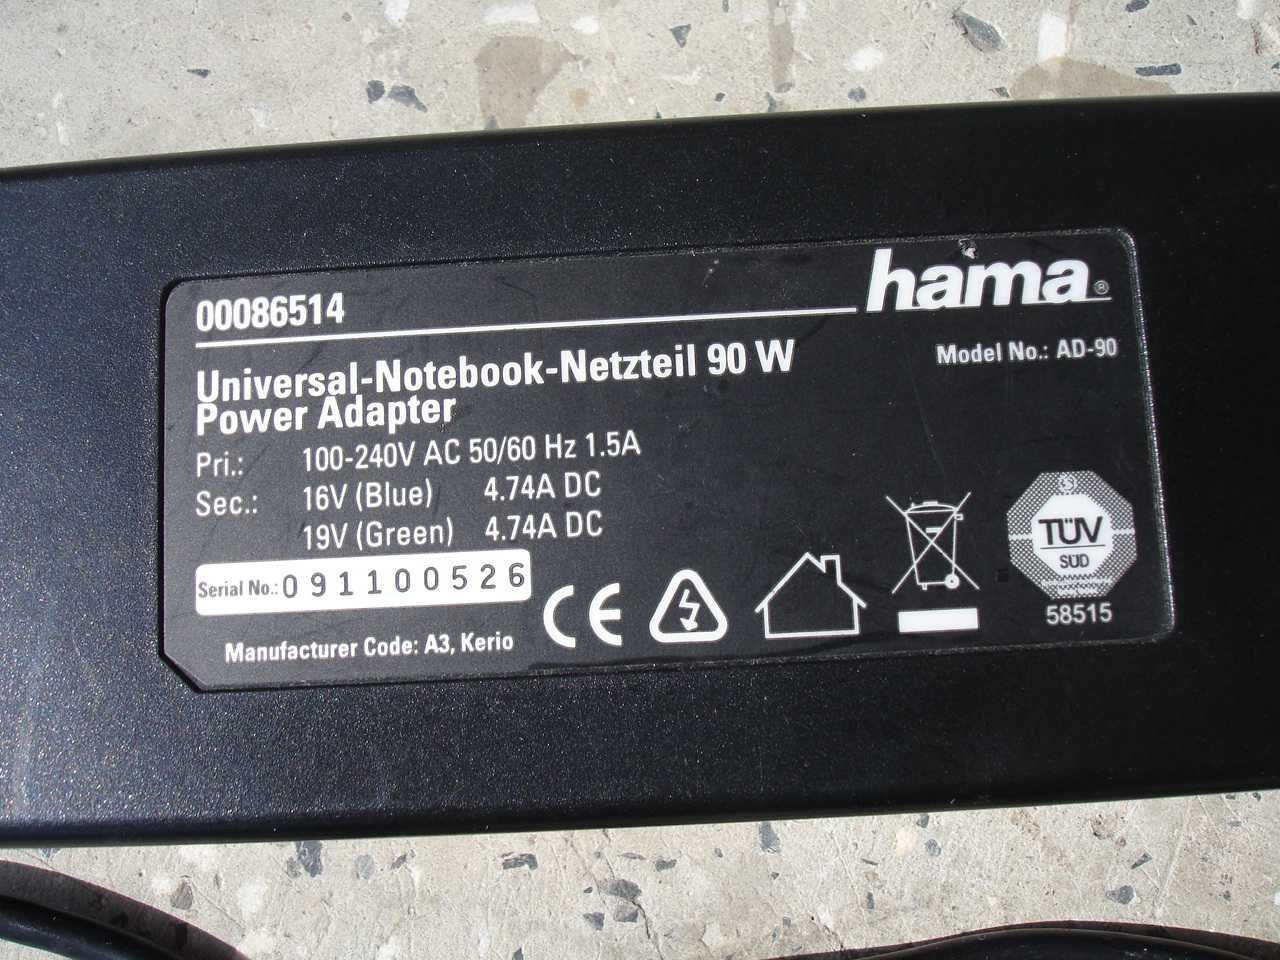 hama®
00086514
Model No.: AD-90
Universal-Notebook-Netzteil 90 W
Power Adapter
Pri.: 100-240V AC 50/60 Hz 1.5A
Sec.: 16V (Blue) 4.74A DC
19V (Green) 4.74A DC
Serial No.: 091100526
Manufacturer Code: A3, Kerio
CE
TÜV
SÜD
58515